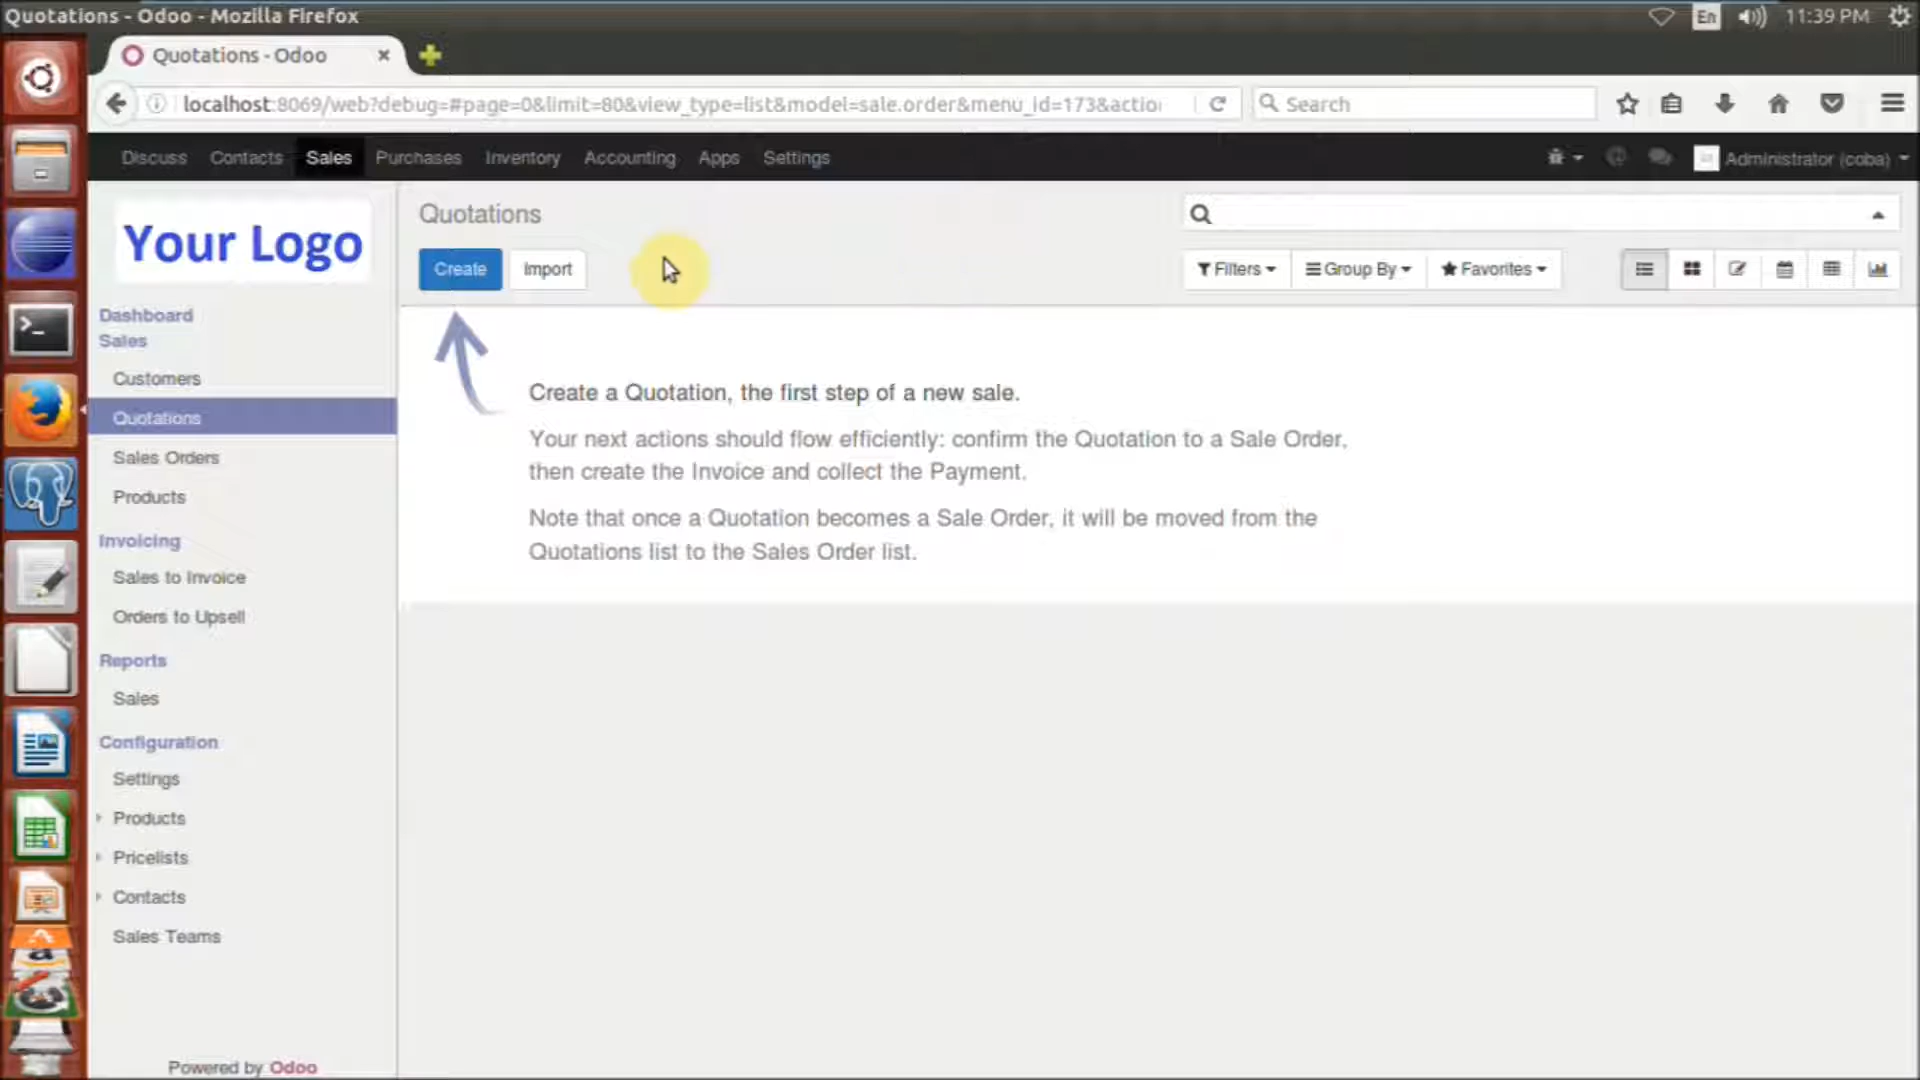 Quotations - Odoo - Mozilla Firefox
En
11:39 PM
Quotations - Odoo
localhost:8069/web?debug=#page=0&limit=80&view_type=list&model=sale.order&menu_id=173&actio
Search
Discuss Contacts Sales Purchases Inventory Accounting Apps Settings
Administrator (coba)
Your Logo
Dashboard
Sales
Customers
Quotations
Sales Orders
Products
Invoicing
Sales to Invoice
Orders to Upsell
Reports
Sales
Configuration
Settings
Products
Pricelists
Contacts
Sales Teams
Powered by Odoo
Quotations
Create
Import
Filters
Group By
Favorites
Create a Quotation, the first step of a new sale.
Your next actions should flow efficiently: confirm the Quotation to a Sale Order,
then create the Invoice and collect the Payment.
Note that once a Quotation becomes a Sale Order, it will be moved from the
Quotations list to the Sales Order list.